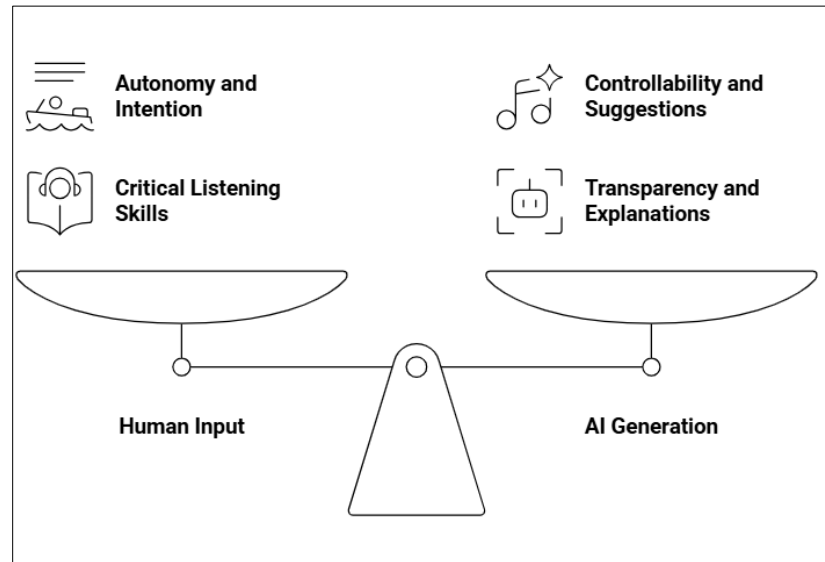 Autonomy and
Intention
Critical Listening
Skills
Controllability and
Suggestions
Transparency and
Explanations
Human Input
AI Generation